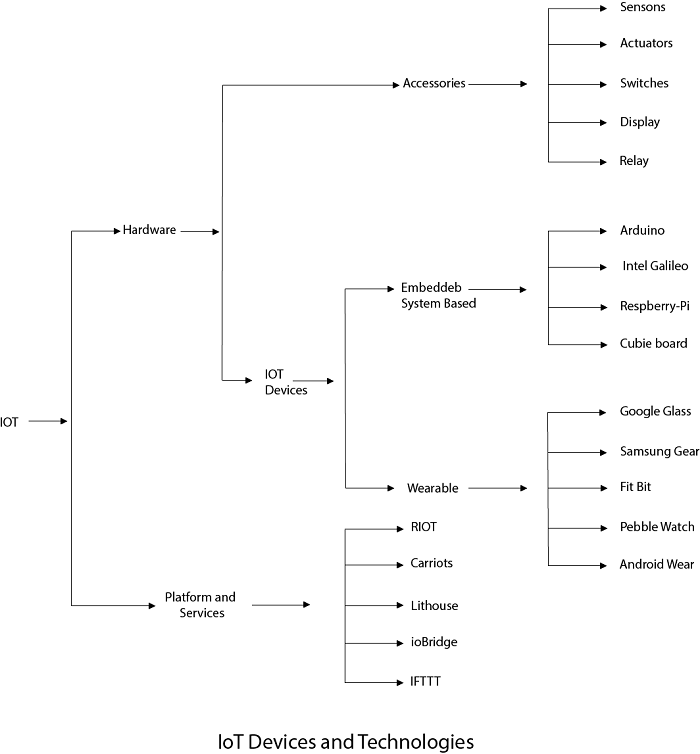 Sensons
Actuators
Accessories
Switches
Display
Relay
Hardware
Arduino
Intel Galileo
Embeddeb
System Based
Respberry-Pi
Cubie board
IOT
Devices
IOT
Google Glass
Samsung Gear
Wearable
Fit Bit
Pebble Watch
Android Wear
RIOT
Carriots
Platform and
Services
Lithouse
ioBridge
IFTTT
IoT Devices and Technologies